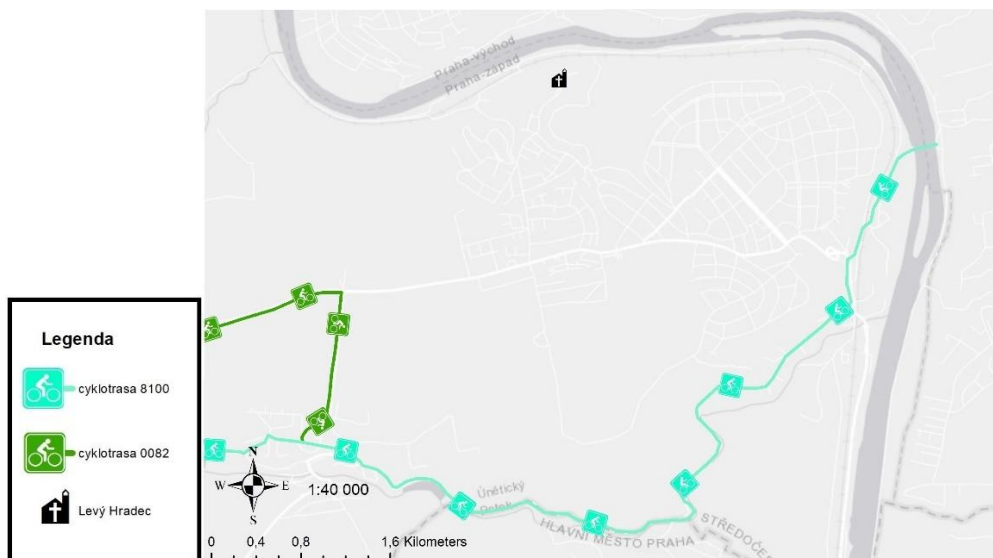 Praha-východ
Praha-západ
Legenda
cyklotrasa 8100
cyklotrasa 0082
Levý Hradec
N
W
E
S
1:40 000
0 0,4 0,8 1,6 Kilometers
Únětický
Potok
HLAVNÍ MĚSTO PRAHA
STŘEDOČE